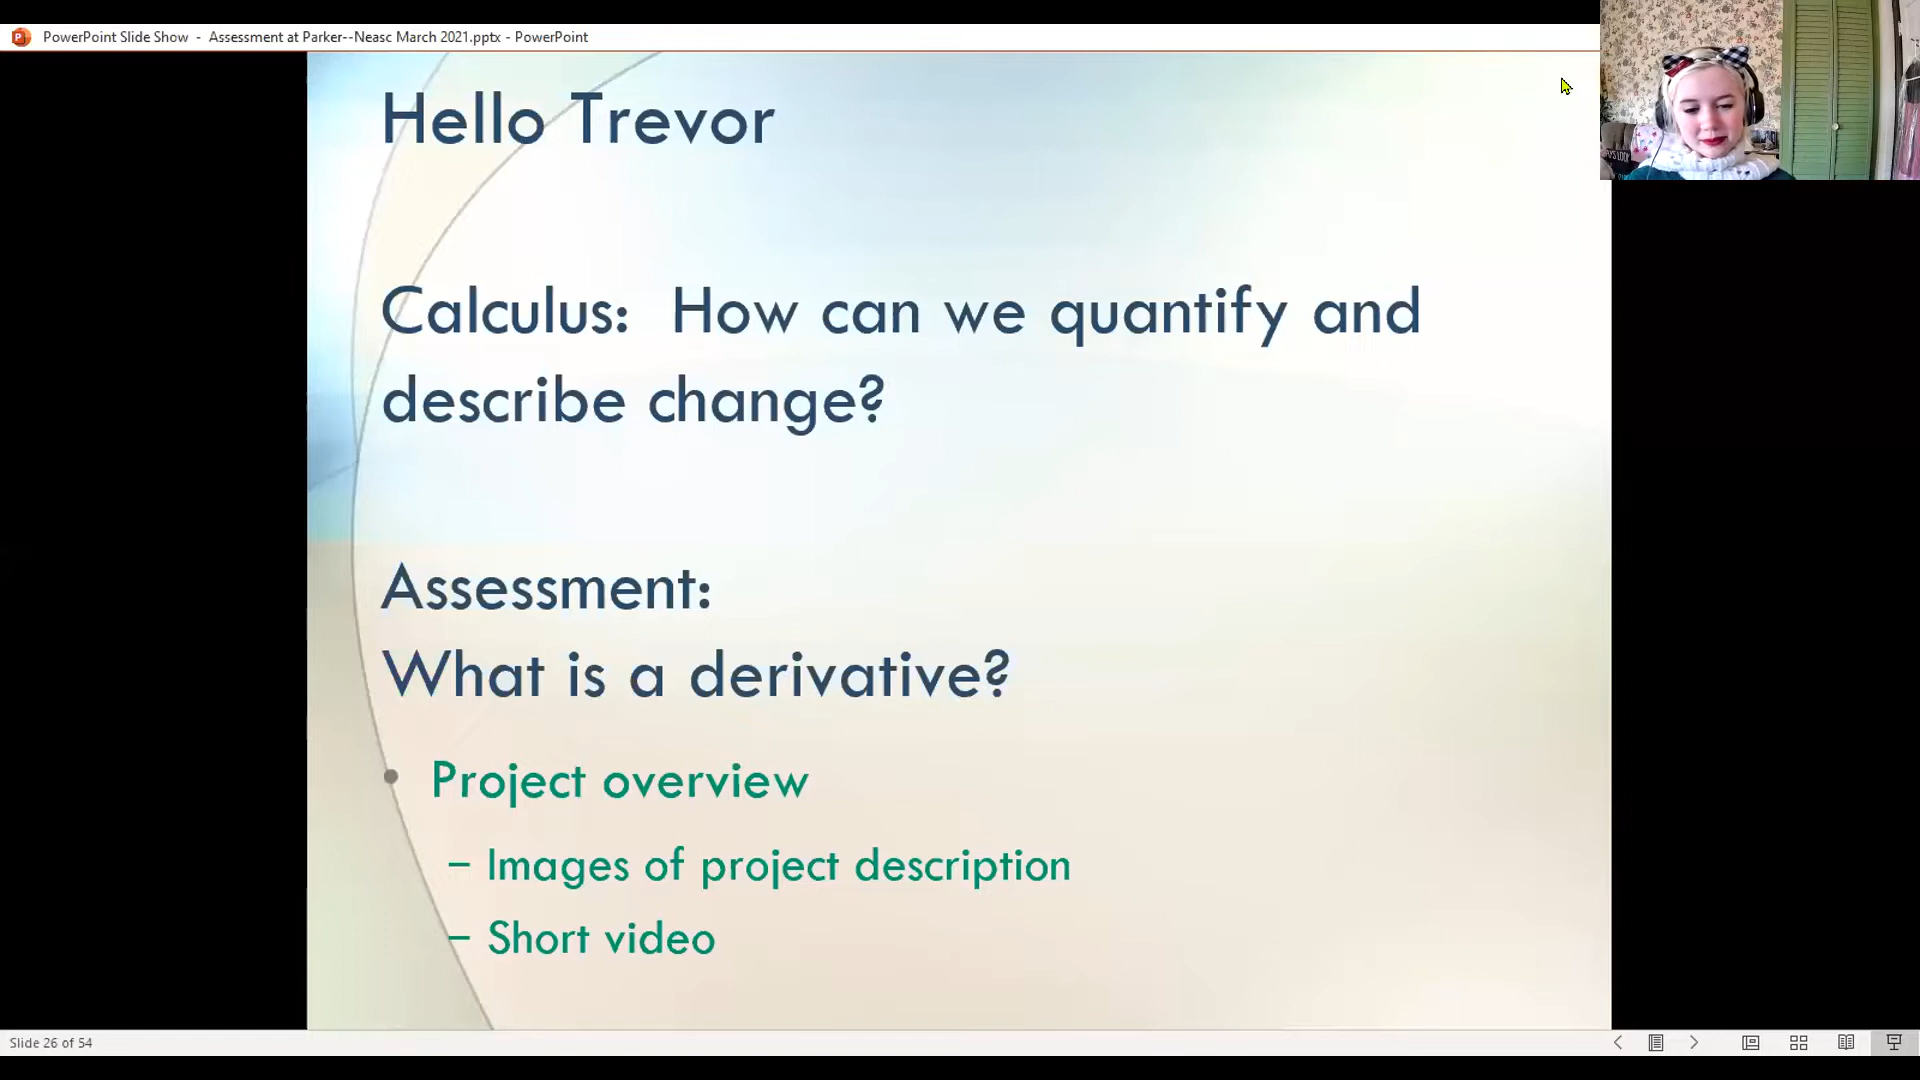 PowerPoint Slide Show - Assessment at Parker--Neasc March 2021.pptx - PowerPoint
Hello Trevor
Calculus: How can we quantify and
describe change?
Assessment:
What is a derivative?
• Project overview
– Images of project description
– Short video
Slide 26 of 54